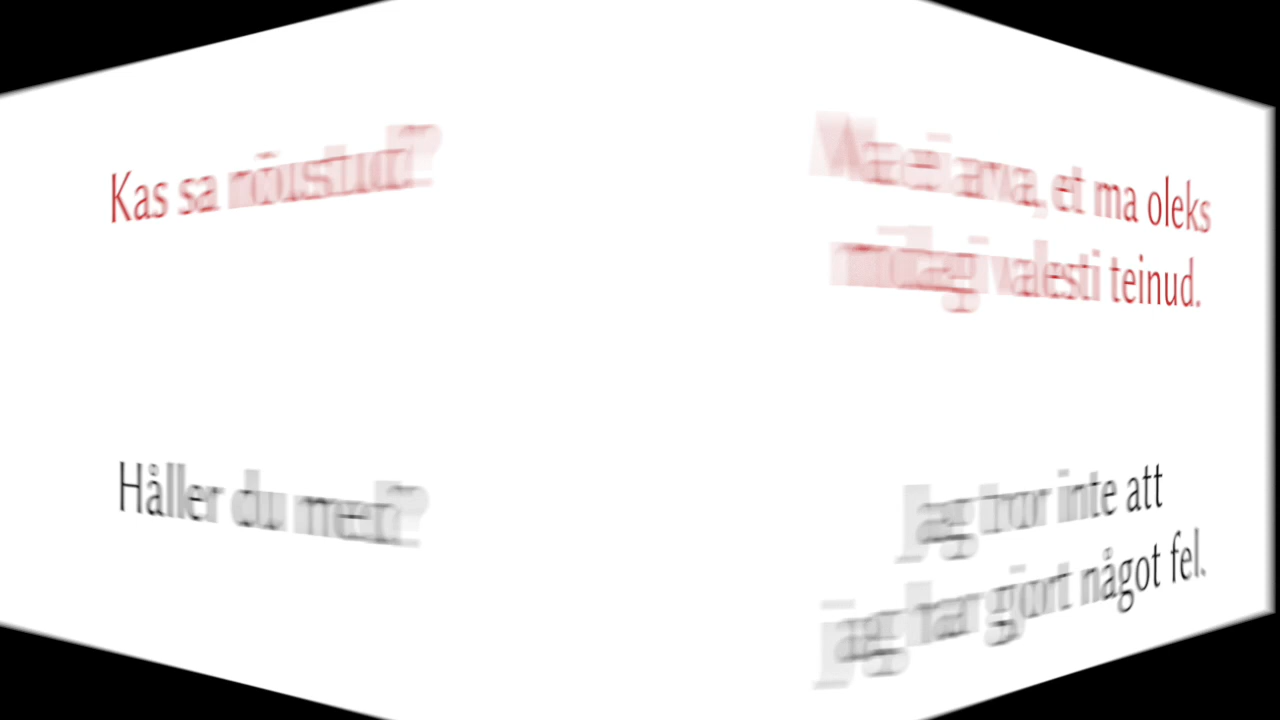 Kas sa nõustud?
Ma ei arva, et ma oleks
midagi valesti teinud.
Håller du med?
Jag tror inte att
jag har gjort något fel.